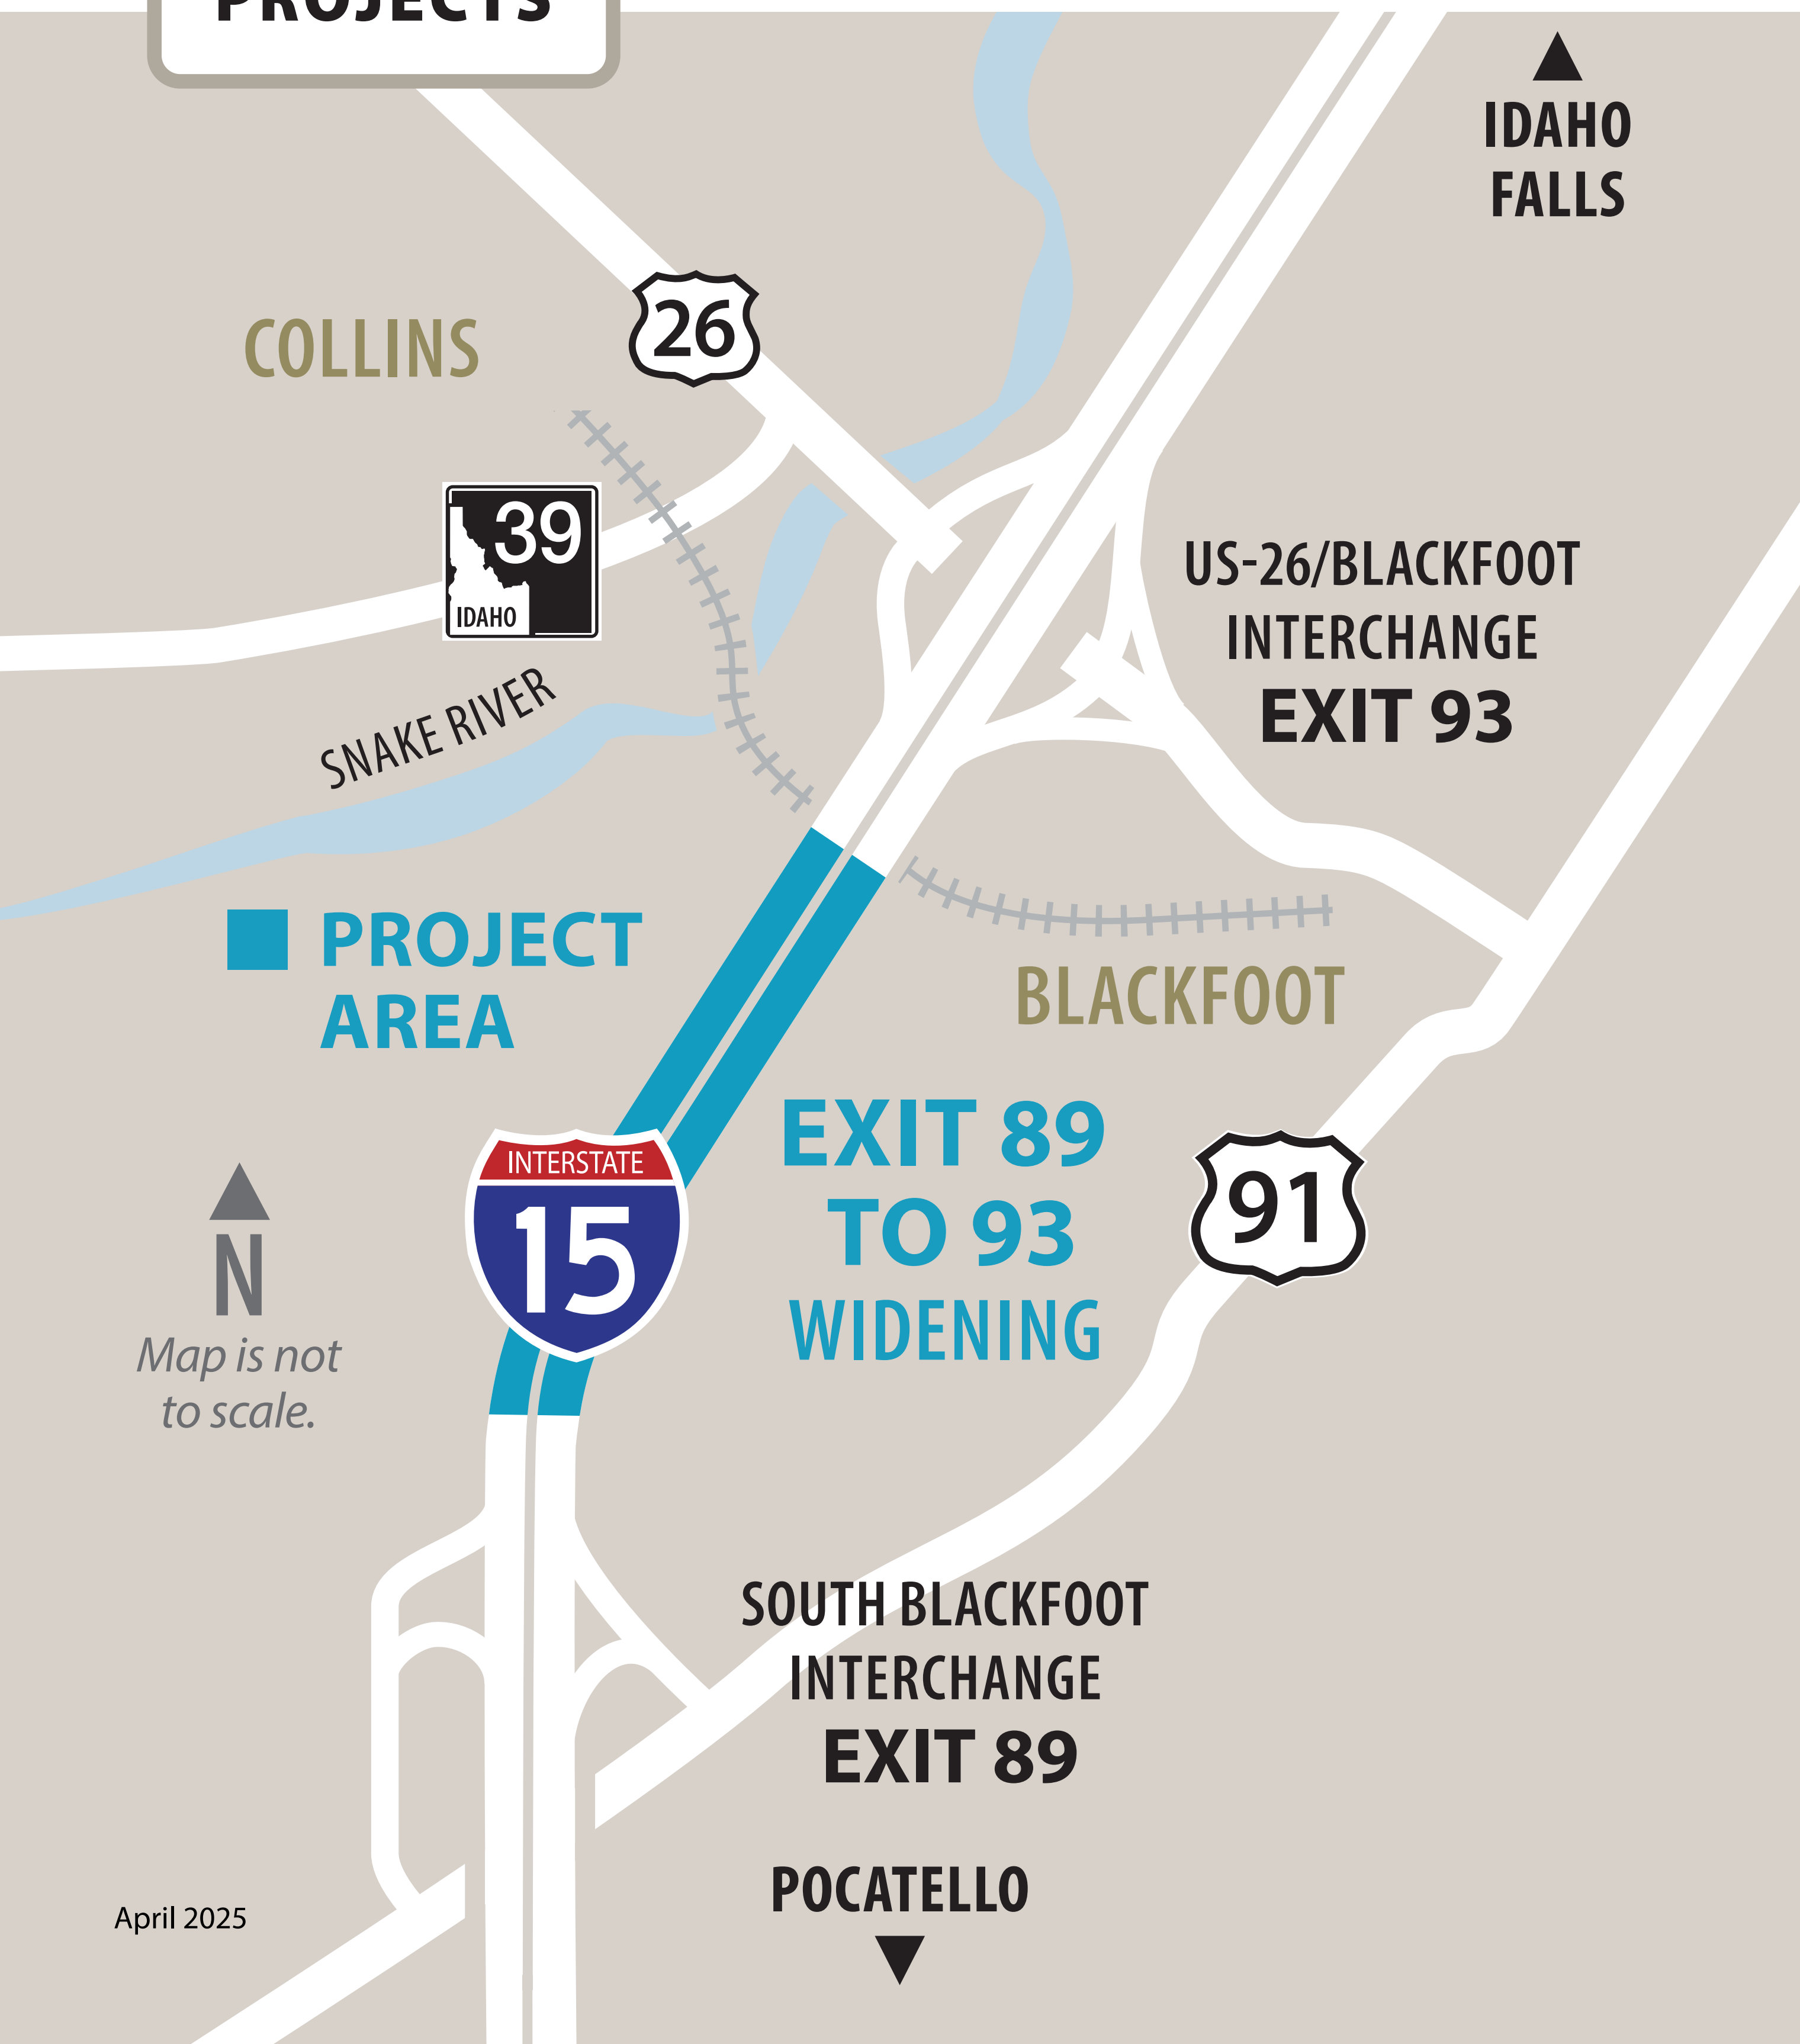 PROJECTs
IDAHO
FALLS
26
COLLINS
39
IDAHO
US-26/BLACKFOOT
INTERCHANGE
EXIT 93
SNAKE RIVER
PROJECT
AREA
BLACKFOOT
EXIT 89
TO 93
WIDENING
INTERSTATE
15
91
N
Map is not
to scale.
SOUTH BLACKFOOT
INTERCHANGE
EXIT 89
POCATELLO
April 2025